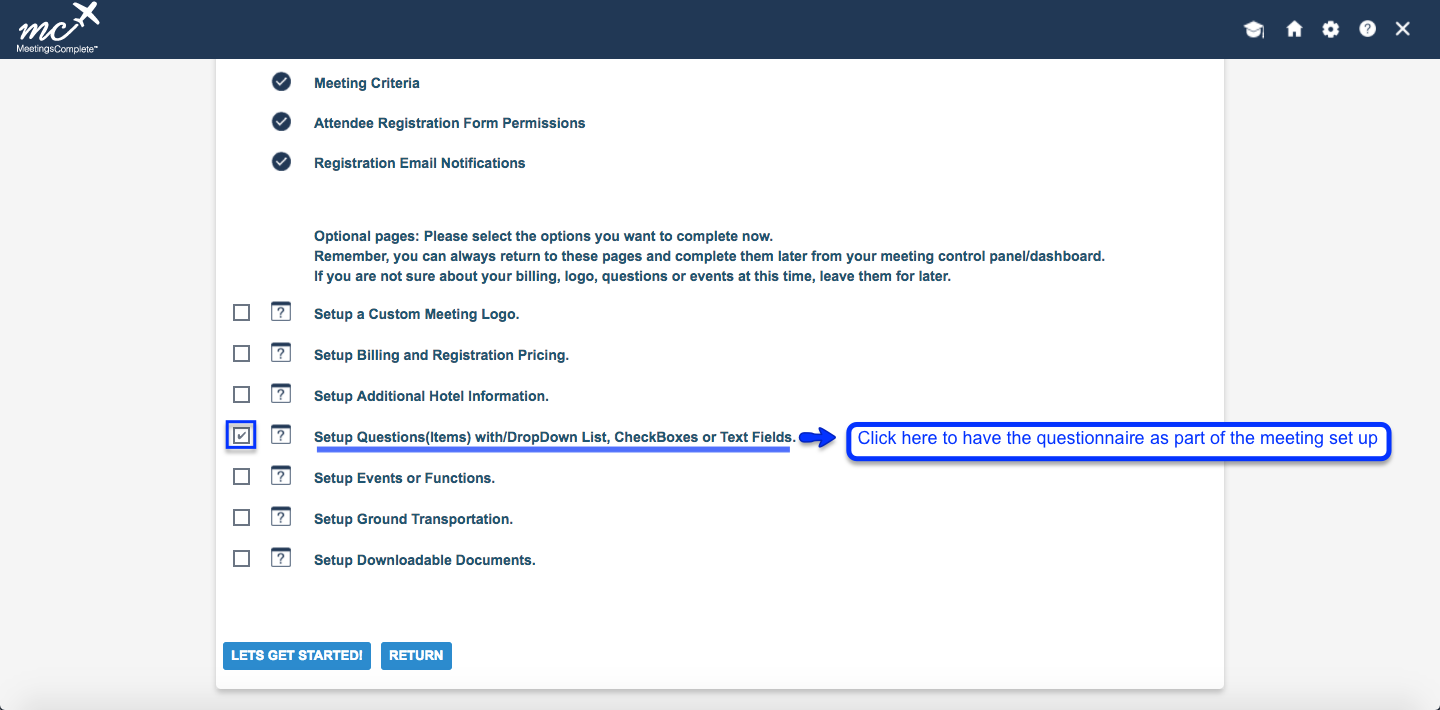 mc
MeetingsComplete™
Meeting Criteria
Attendee Registration Form Permissions
Registration Email Notifications
Optional pages: Please select the options you want to complete now.
Remember, you can always return to these pages and complete them later from your meeting control panel/dashboard.
If you are not sure about your billing, logo, questions or events at this time, leave them for later.
? Setup a Custom Meeting Logo.
? Setup Billing and Registration Pricing.
? Setup Additional Hotel Information.
? Setup Questions(Items) with/DropDown List, CheckBoxes or Text Fields. Click here to have the questionnaire as part of the meeting set up
? Setup Events or Functions.
? Setup Ground Transportation.
? Setup Downloadable Documents.
LETS GET STARTED! RETURN